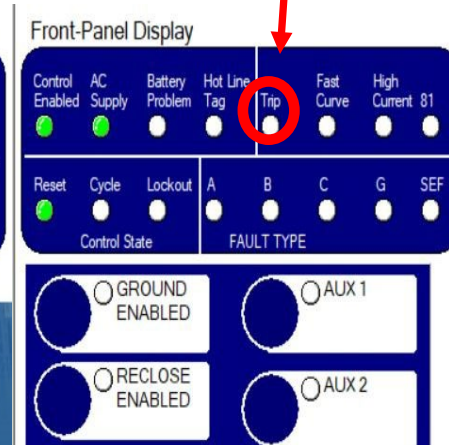 Front-Panel Display
Control Enabled
AC Supply
Battery Problem
Hot Line Tag
Trip
Fast Curve
High Current
81
Reset
Cycle
Lockout
A
B
C
G
SEF
Control State
FAULT TYPE
GROUND
ENABLED
AUX 1
RECLOSE
ENABLED
AUX 2